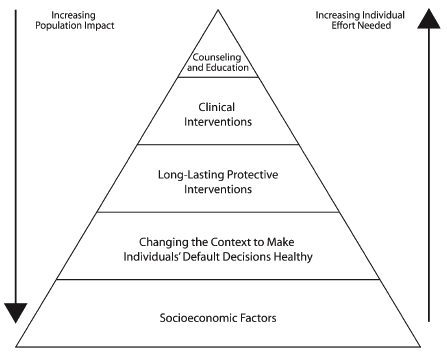 Increasing
Population Impact
Increasing Individual
Effort Needed
Counseling
and Education
Clinical
Interventions
Long-Lasting Protective
Interventions
Changing the Context to Make
Individuals’ Default Decisions Healthy
Socioeconomic Factors